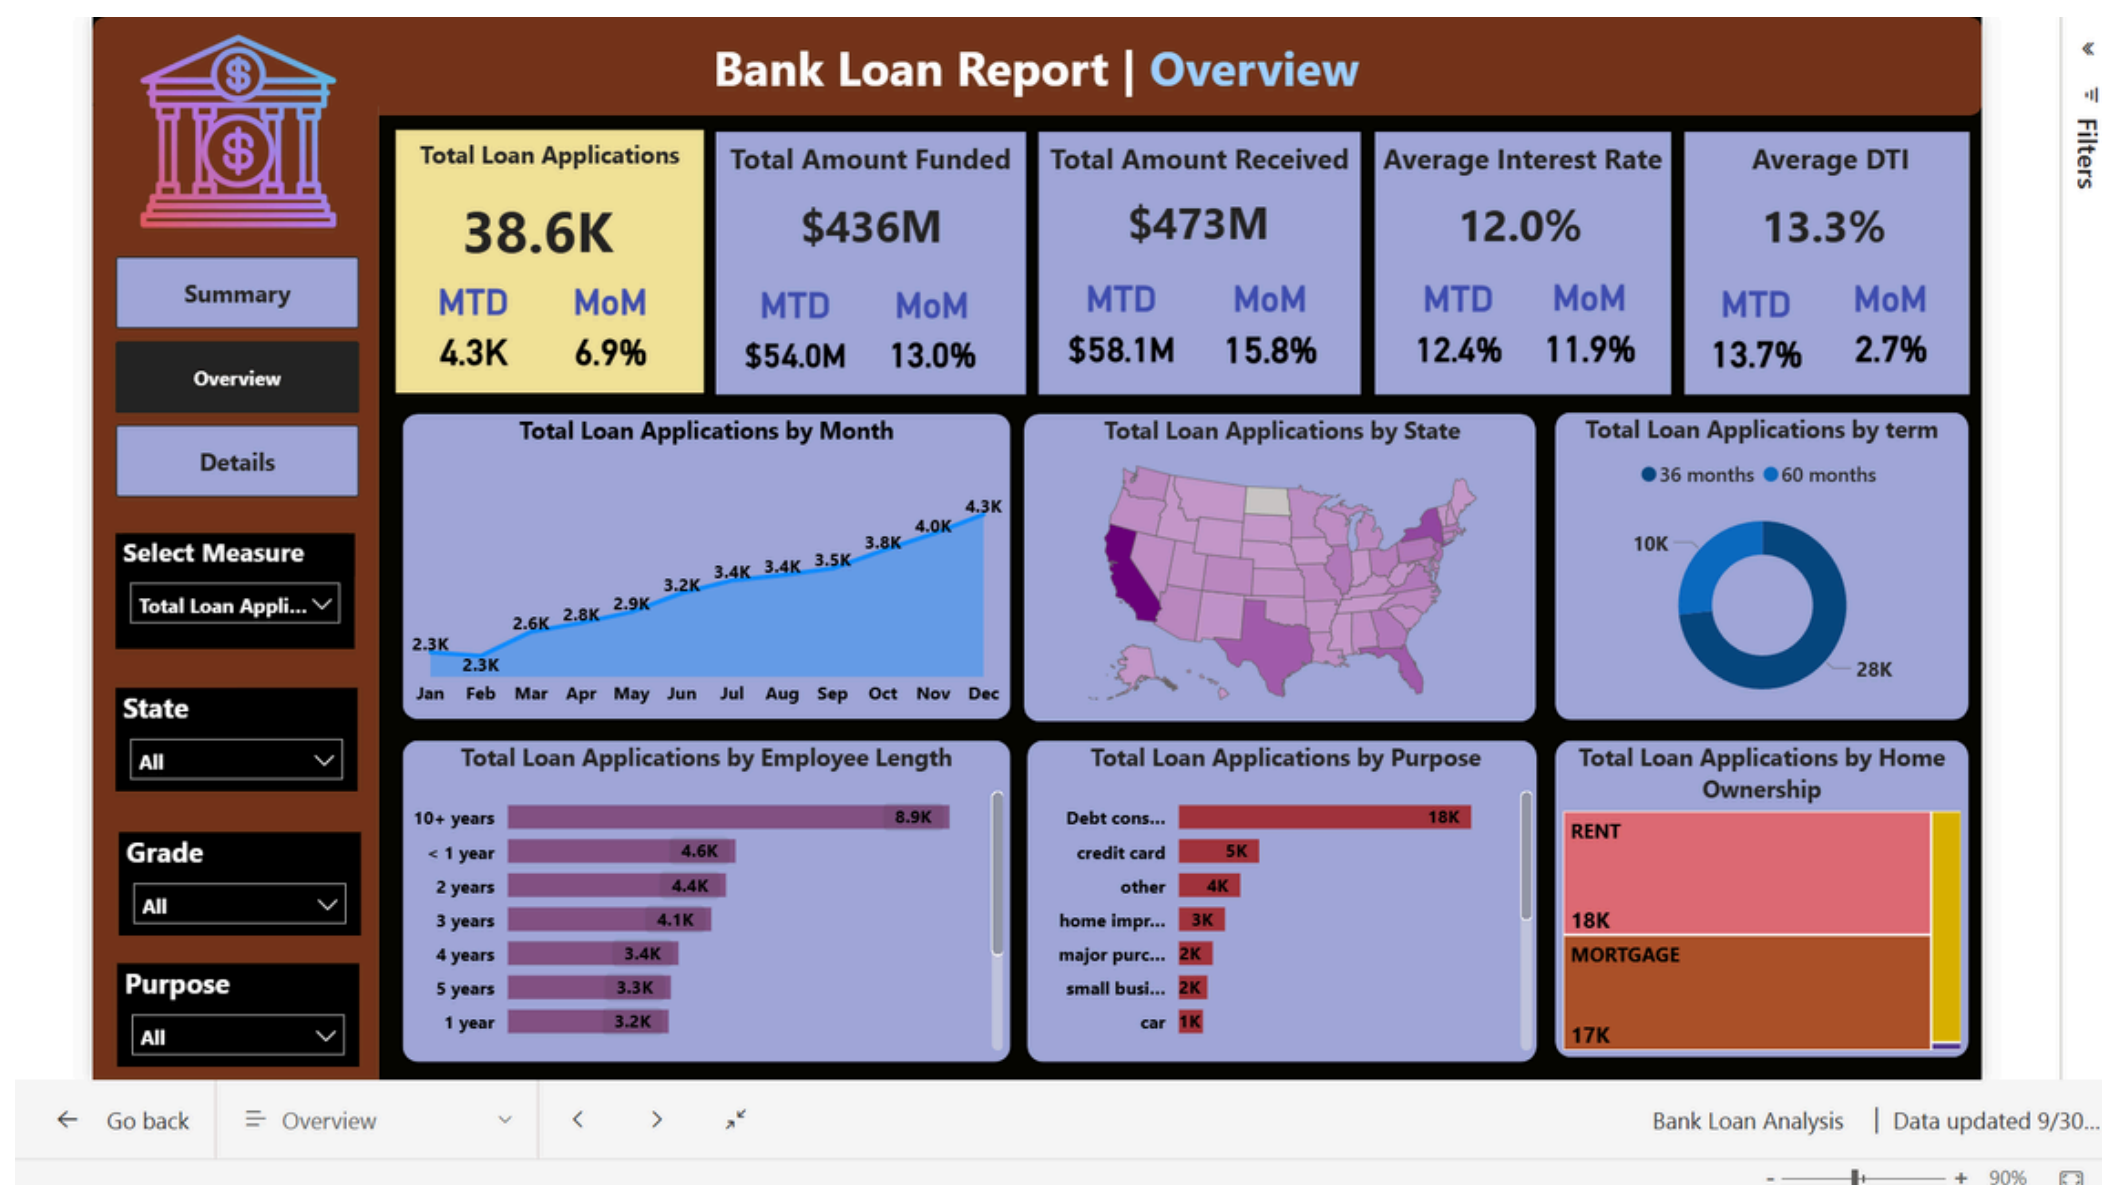 Bank Loan Report | Overview
«
Filters
$
$
Summary
Overview
Details
Select Measure
Total Loan Appli...
State
All
Grade
All
Purpose
All
Total Loan Applications
38.6K
MTD MoM
4.3K 6.9%
Total Amount Funded
$436M
MTD MoM
$54.0M 13.0%
Total Amount Received
$473M
MTD MoM
$58.1M 15.8%
Average Interest Rate
12.0%
MTD MoM
12.4% 11.9%
Average DTI
13.3%
MTD MoM
13.7% 2.7%
Total Loan Applications by Month
2.3K 2.3K 2.6K 2.8K 2.9K 3.2K 3.4K 3.4K 3.5K 3.8K 4.0K 4.3K
Jan Feb Mar Apr May Jun Jul Aug Sep Oct Nov Dec
Total Loan Applications by State
Total Loan Applications by term
36 months 60 months
10K
28K
Total Loan Applications by Employee Length
10+ years 8.9K
< 1 year 4.6K
2 years 4.4K
3 years 4.1K
4 years 3.4K
5 years 3.3K
1 year 3.2K
Total Loan Applications by Purpose
Debt cons... 18K
credit card 5K
other 4K
home impr... 3K
major purc... 2K
small busi... 2K
car 1K
Total Loan Applications by Home
Ownership
RENT
18K
MORTGAGE
17K
Go back
Overview
Bank Loan Analysis | Data updated 9/30...
- + 90%